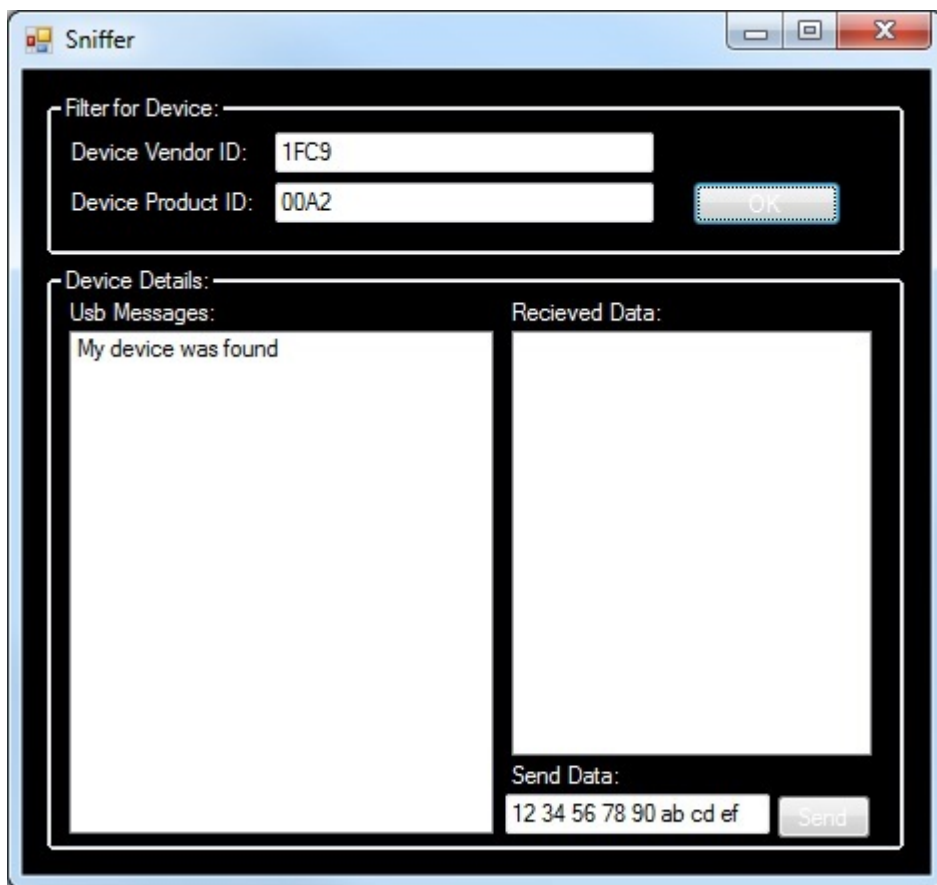 Sniffer
Filter for Device:
Device Vendor ID: 1FC9
Device Product ID: 00A2
OK
Device Details:
Usb Messages:
My device was found
Recieved Data:
Send Data:
12 34 56 78 90 ab cd ef
Send